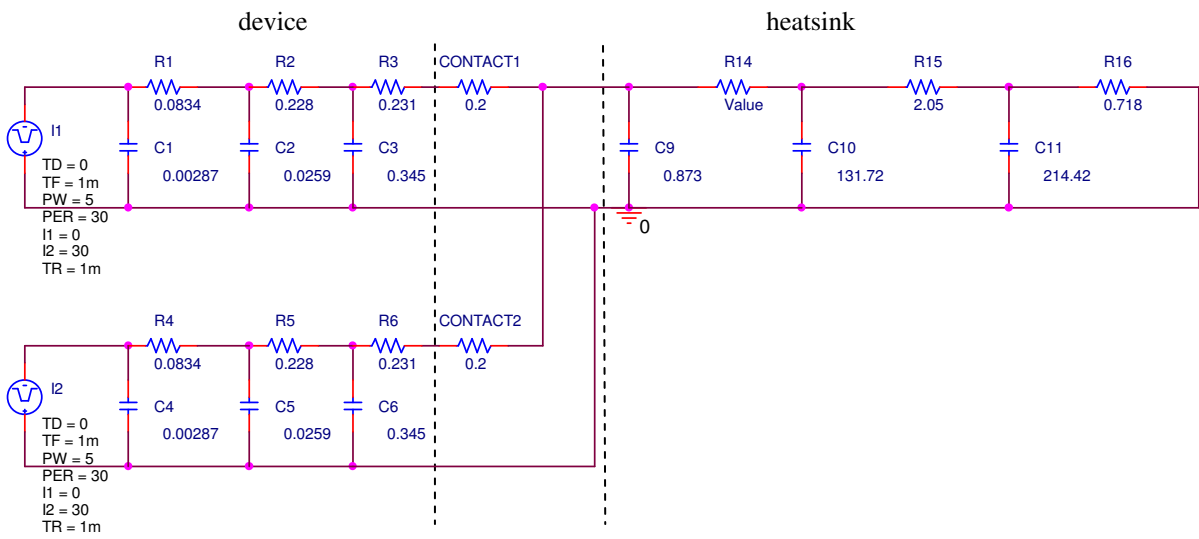 device
heatsink
R1
R2
R3
CONTACT1
R14
R15
R16
0.0834
0.228
0.231
0.2
Value
2.05
0.718
I1
C1
C2
C3
C9
C10
C11
0.00287
0.0259
0.345
0.873
131.72
214.42
TD = 0
TF = 1m
PW = 5
PER = 30
I1 = 0
I2 = 30
TR = 1m
0
R4
R5
R6
CONTACT2
0.0834
0.228
0.231
0.2
I2
C4
C5
C6
0.00287
0.0259
0.345
TD = 0
TF = 1m
PW = 5
PER = 30
I1 = 0
I2 = 30
TR = 1m